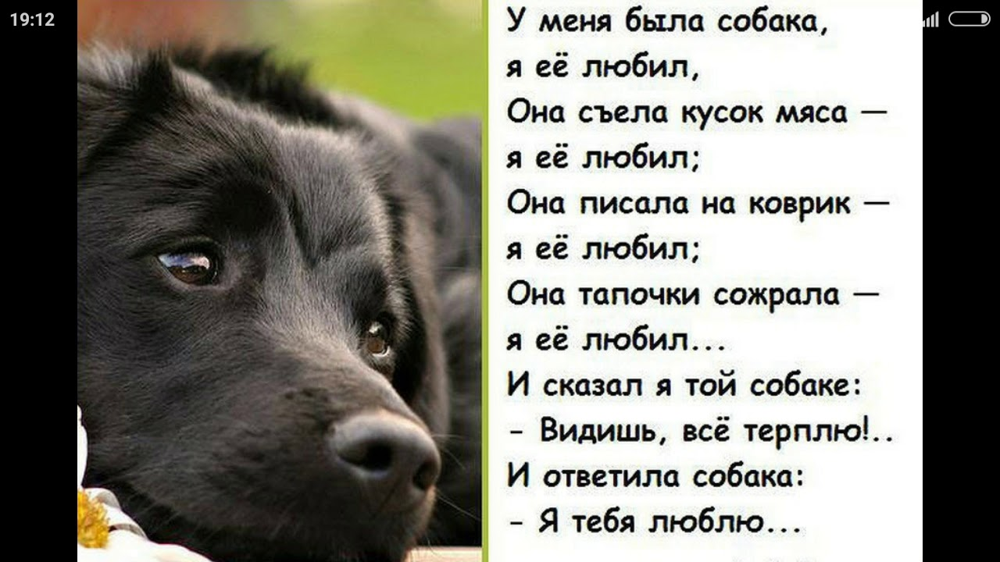 19:12
У меня была собака,
я её любил,
Она съела кусок мяса —
я её любил;
Она писала на коврик —
я её любил;
Она тапочки сожрала —
я её любил...
И сказал я той собаке:
- Видишь, всё терплю!..
И ответила собака:
- Я тебя люблю...